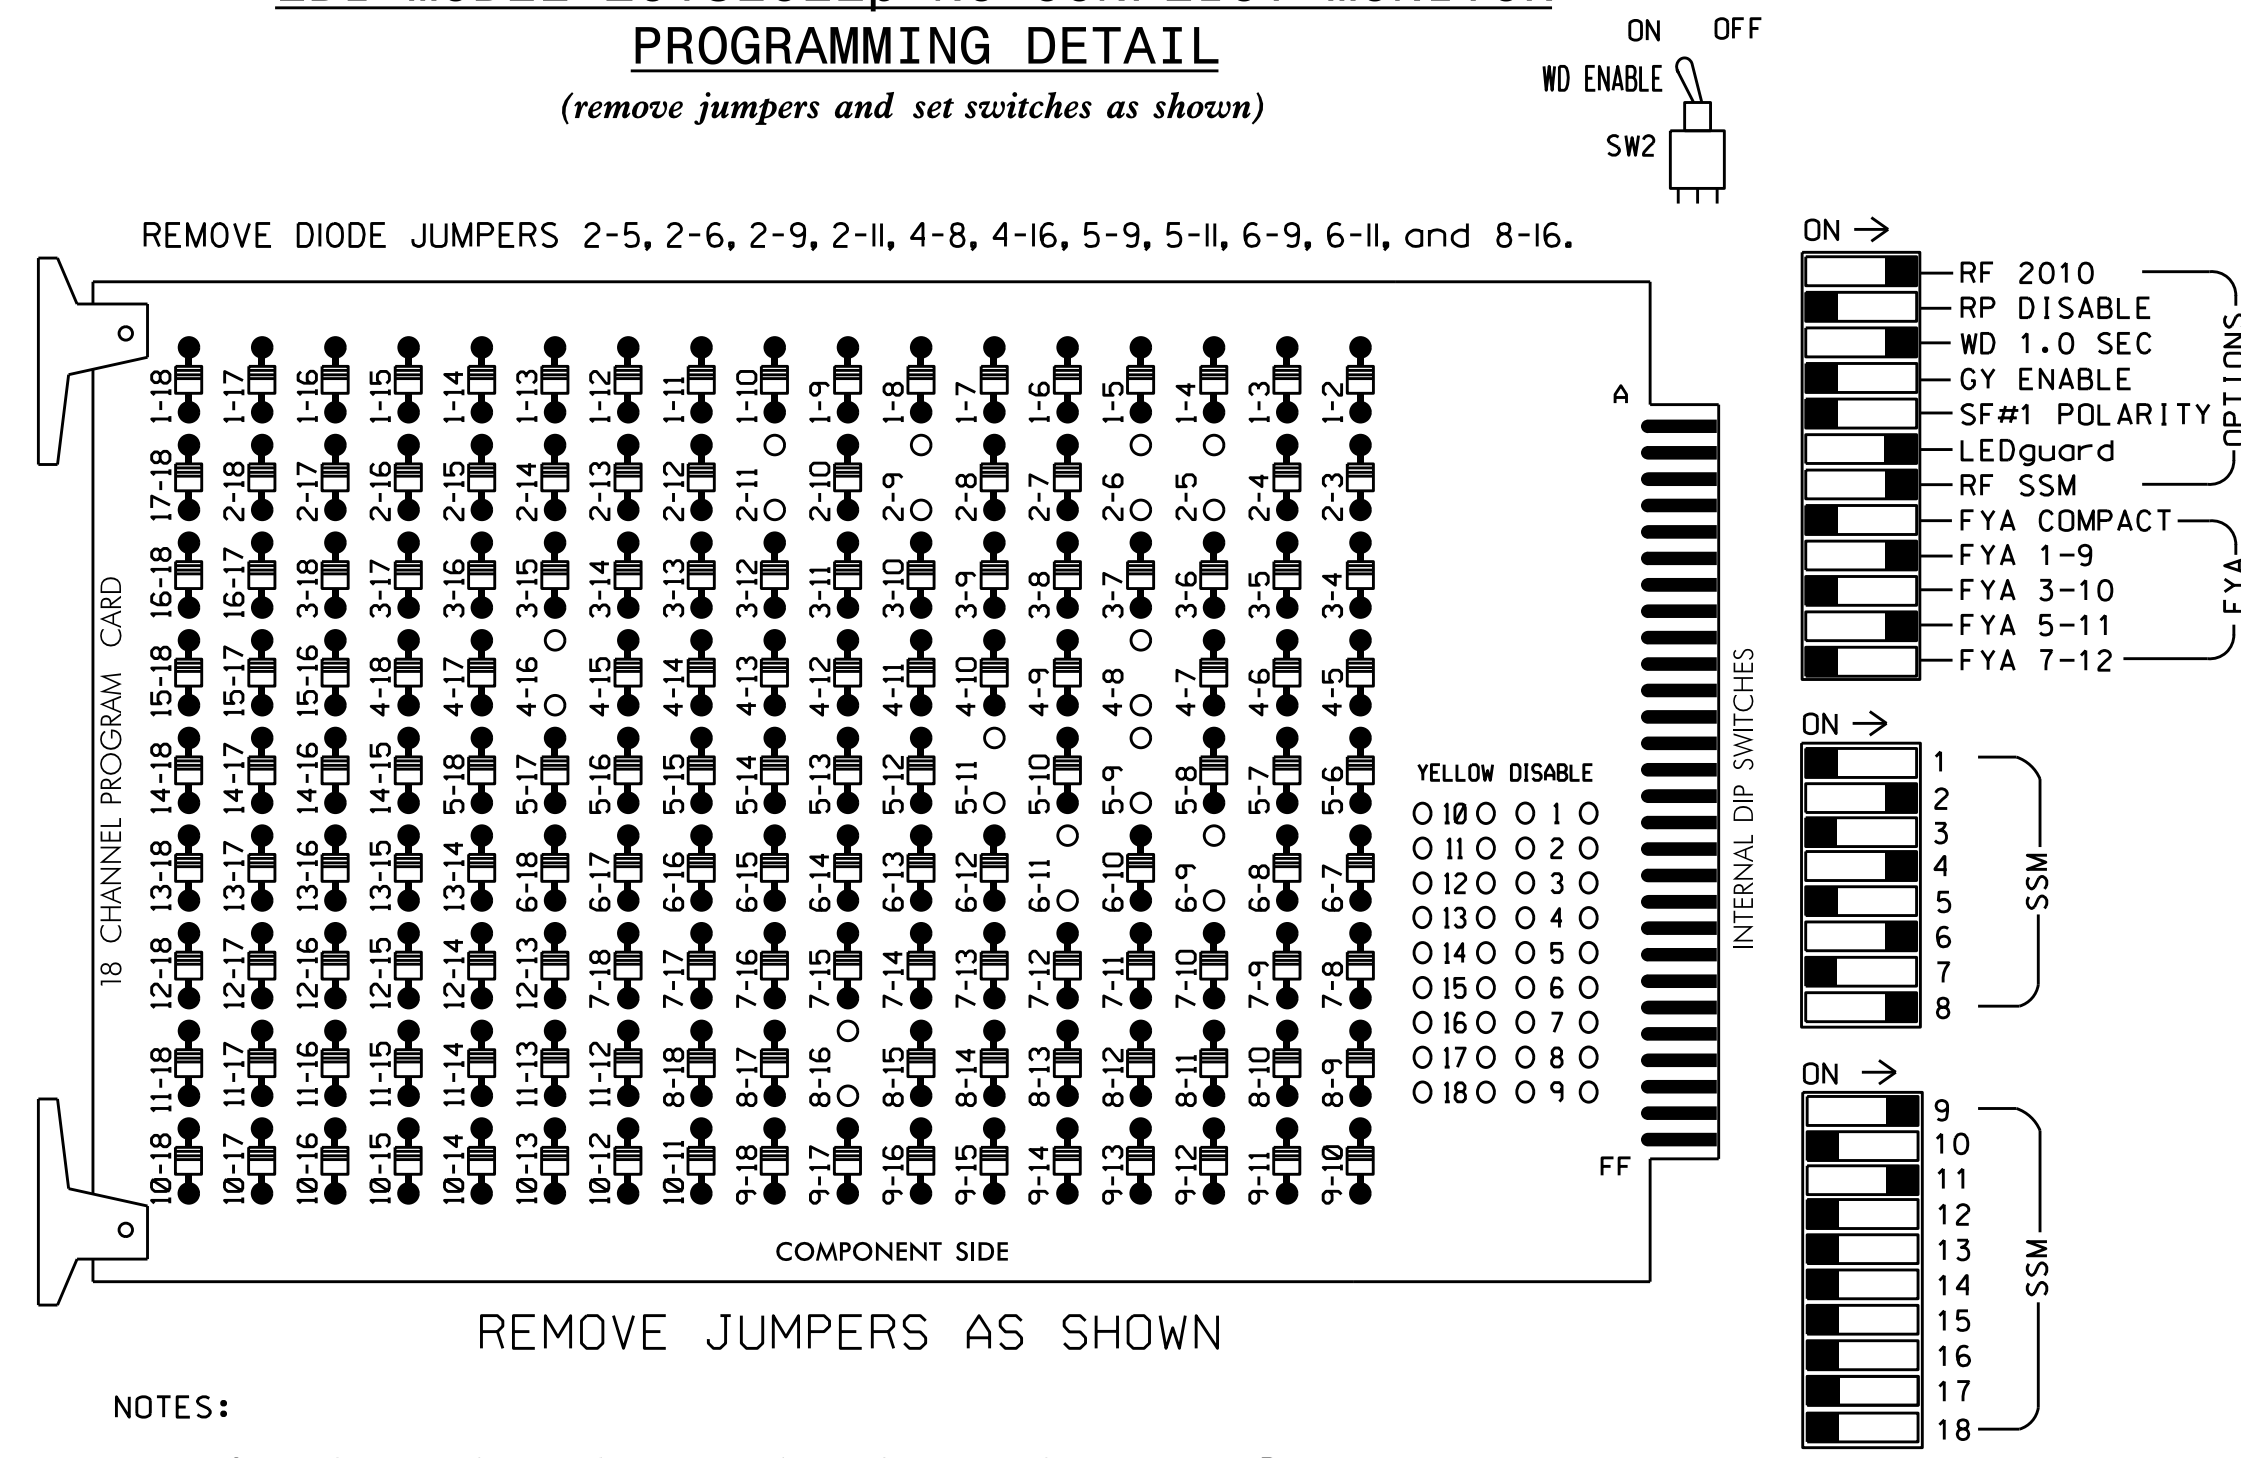 PROGRAMMING DETAIL
(remove jumpers and set switches as shown)
ON OFF
WD ENABLE
SW2
REMOVE DIODE JUMPERS 2-5, 2-6, 2-9, 2-11, 4-8, 4-16, 5-9, 5-11, 6-9, 6-11, and 8-16.
18 CHANNEL PROGRAM CARD
1-18 1-17 1-16 1-15 1-14 1-13 1-12 1-11 1-10 1-9 1-8 1-7 1-6 1-5 1-4 1-3 1-2
17-18 2-18 2-17 2-16 2-15 2-14 2-13 2-12 2-11 2-10 2-9 2-8 2-7 2-6 2-5 2-4 2-3
16-18 16-17 3-18 3-17 3-16 3-15 3-14 3-13 3-12 3-11 3-10 3-9 3-8 3-7 3-6 3-5 3-4
15-18 15-17 15-16 4-18 4-17 4-16 4-15 4-14 4-13 4-12 4-11 4-10 4-9 4-8 4-7 4-6 4-5
14-18 14-17 14-16 14-15 5-18 5-17 5-16 5-15 5-14 5-13 5-12 5-11 5-10 5-9 5-8 5-7 5-6
13-18 13-17 13-16 13-15 13-14 6-18 6-17 6-16 6-15 6-14 6-13 6-12 6-11 6-10 6-9 6-8 6-7
12-18 12-17 12-16 12-15 12-14 12-13 7-18 7-17 7-16 7-15 7-14 7-13 7-12 7-11 7-10 7-9 7-8
11-18 11-17 11-16 11-15 11-14 11-13 11-12 8-18 8-17 8-16 8-15 8-14 8-13 8-12 8-11 8-10 8-9
10-18 10-17 10-16 10-15 10-14 10-13 10-12 10-11 9-18 9-17 9-16 9-15 9-14 9-13 9-12 9-11 9-10
YELLOW DISABLE
10 1
11 2
12 3
13 4
14 5
15 6
16 7
17 8
18 9
A
FF
COMPONENT SIDE
INTERNAL DIP SWITCHES
ON →
RF 2010
RP DISABLE
WD 1.0 SEC
GY ENABLE
SF#1 POLARITY
LEDguard
RF SSM
OPTIONS
FYA COMPACT
FYA 1-9
FYA 3-10
FYA 5-11
FYA 7-12
FYA
ON →
1
2
3
4
5
6
7
8
SSM
ON →
9
10
11
12
13
14
15
16
17
18
SSM
REMOVE JUMPERS AS SHOWN
NOTES: